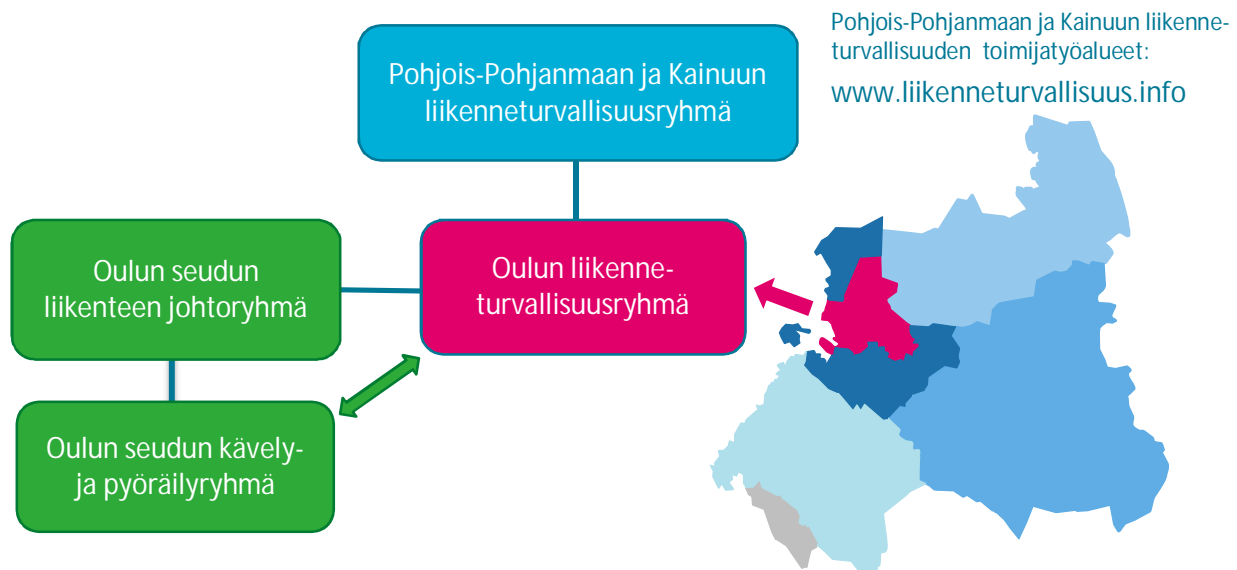 Pohjois-Pohjanmaan ja Kainuun liikenne-
turvallisuuden toimijatyöalueet:
www.liikenneturvallisuus.info
Pohjois-Pohjanmaan ja Kainuun
liikenneturvallisuusryhmä
Oulun seudun
liikenteen johtoryhmä
Oulun liikenne-
turvallisuusryhmä
Oulun seudun kävely-
ja pyöräilyryhmä